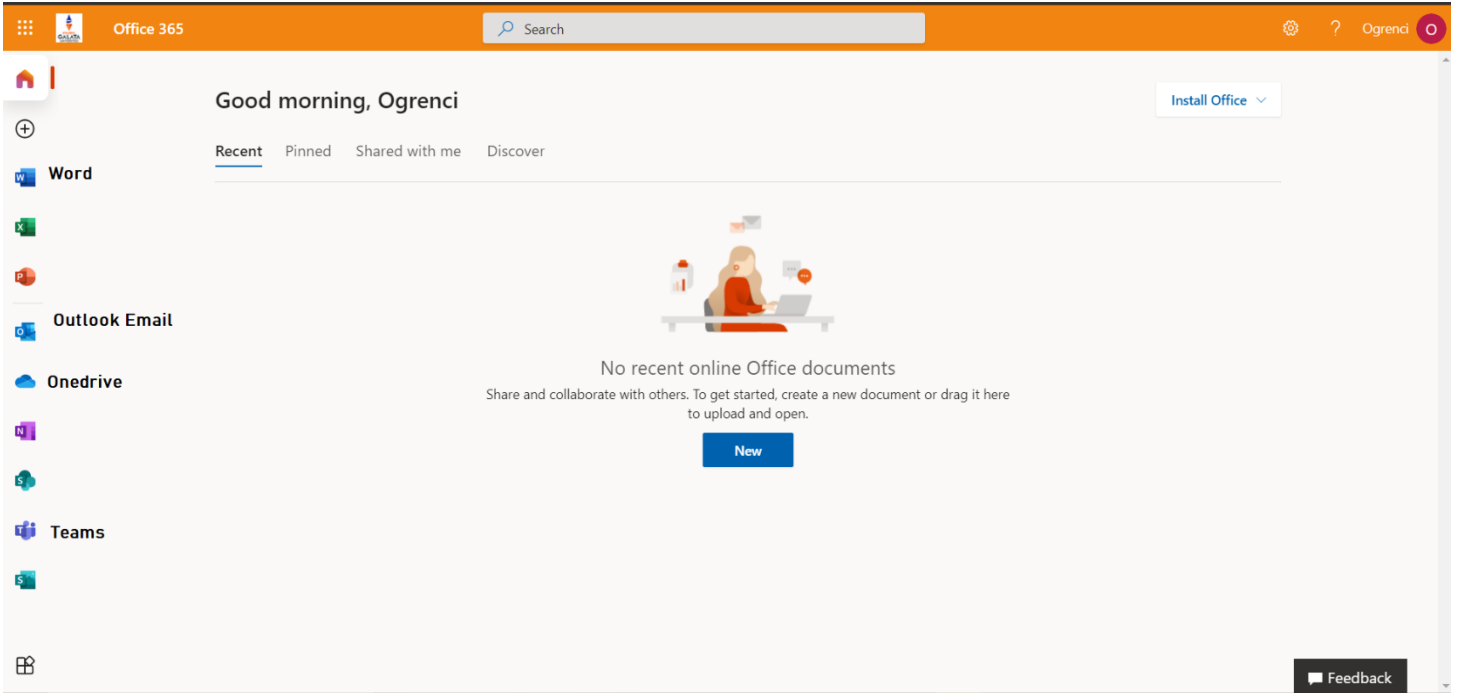 GALATA
Office 365
Search
?
Ogrenci
O
Good morning, Ogrenci
Install Office
Recent
Pinned
Shared with me
Discover
W
Word
X
P
O
Outlook Email
Onedrive
N
S
T
Teams
S
No recent online Office documents
Share and collaborate with others. To get started, create a new document or drag it here
to upload and open.
New
Feedback